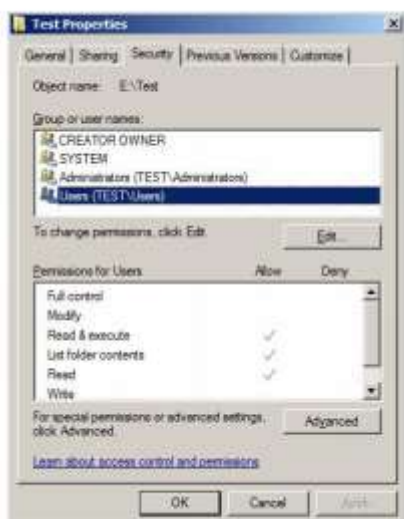 Test Properties
General
Sharing
Security
Previous Versions
Customize
Object name: E:\Test
Group or user names:
CREATOR OWNER
SYSTEM
Administrators (TEST\Administrators)
Users (TEST\Users)
To change permissions, click Edit.
Edit...
Permissions for Users
Allow
Deny
Full control
Modify
Read & execute
List folder contents
Read
Write
For special permissions or advanced settings,
click Advanced.
Advanced
Learn about access control and permissions
OK
Cancel
Apply